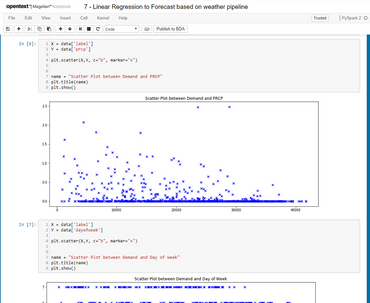 opentext™ | Magellan™ Notebook
7 - Linear Regression to Forecast based on weather pipeline
File Edit View Insert Cell Kernel Help
Trusted
PySpark 2
Code
Publish to BDA
In [6]:
1 X = data['label']
2 Y = data['prcp']
3
4 plt.scatter(X,Y, c="b", marker="x")
5
6
7 name = "Scatter Plot between Demand and PRCP"
8 plt.title(name)
9 plt.show()
Scatter Plot between Demand and PRCP
2.5
2.0
1.5
1.0
0.5
0.0
0 10000 20000 30000 40000
In [7]:
1 X = data['label']
2 Y = data['dayofweek']
3
4 plt.scatter(X,Y, c="b", marker="x")
5
6
7 name = "Scatter Plot between Demand and Day of Week"
8 plt.title(name)
9 plt.show()
Scatter Plot between Demand and Day of Week
7